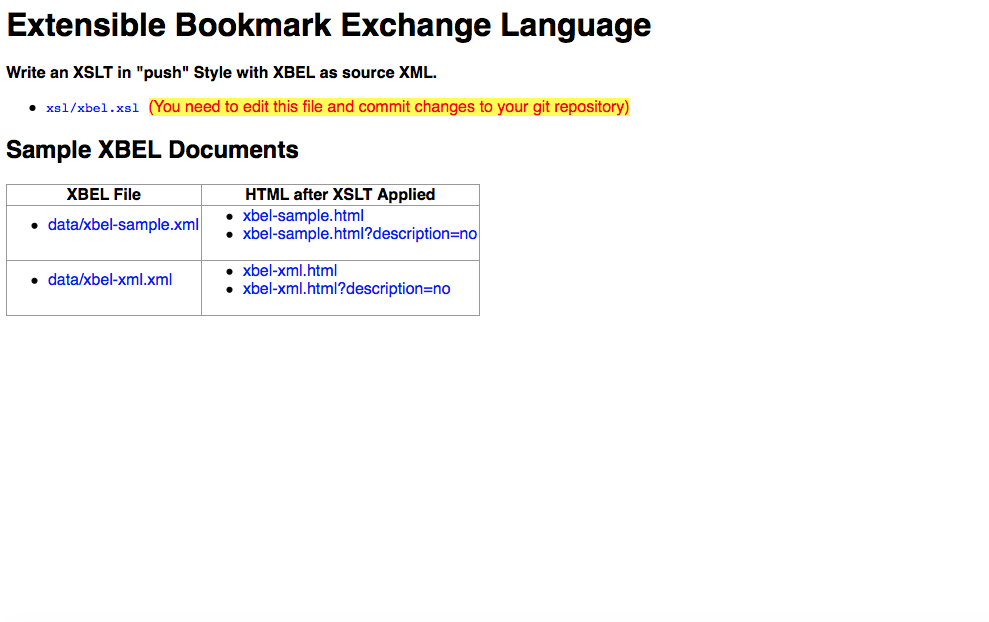 Extensible Bookmark Exchange Language
Write an XSLT in "push" Style with XBEL as source XML.
xsl/xbel.xsl (You need to edit this file and commit changes to your git repository)
Sample XBEL Documents
XBEL File HTML after XSLT Applied
data/xbel-sample.xml
xbel-sample.html
xbel-sample.html?description=no
data/xbel-xml.xml
xbel-xml.html
xbel-xml.html?description=no